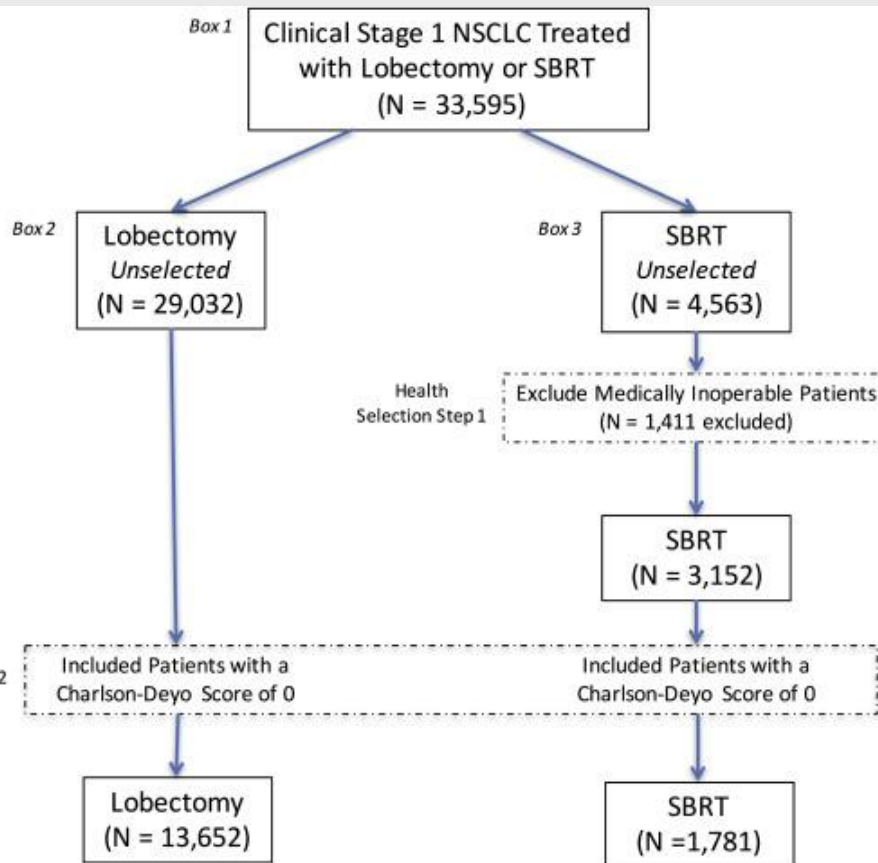 Box 1
Clinical Stage 1 NSCLC Treated
with Lobectomy or SBRT
(N = 33,595)
Box 2
Lobectomy
Unselected
(N = 29,032)
Box 3
SBRT
Unselected
(N = 4,563)
Health
Selection Step 1
Exclude Medically Inoperable Patients
(N = 1,411 excluded)
SBRT
(N = 3,152)
2
Included Patients with a
Charlson-Deyo Score of 0
Included Patients with a
Charlson-Deyo Score of 0
Lobectomy
(N = 13,652)
SBRT
(N =1,781)